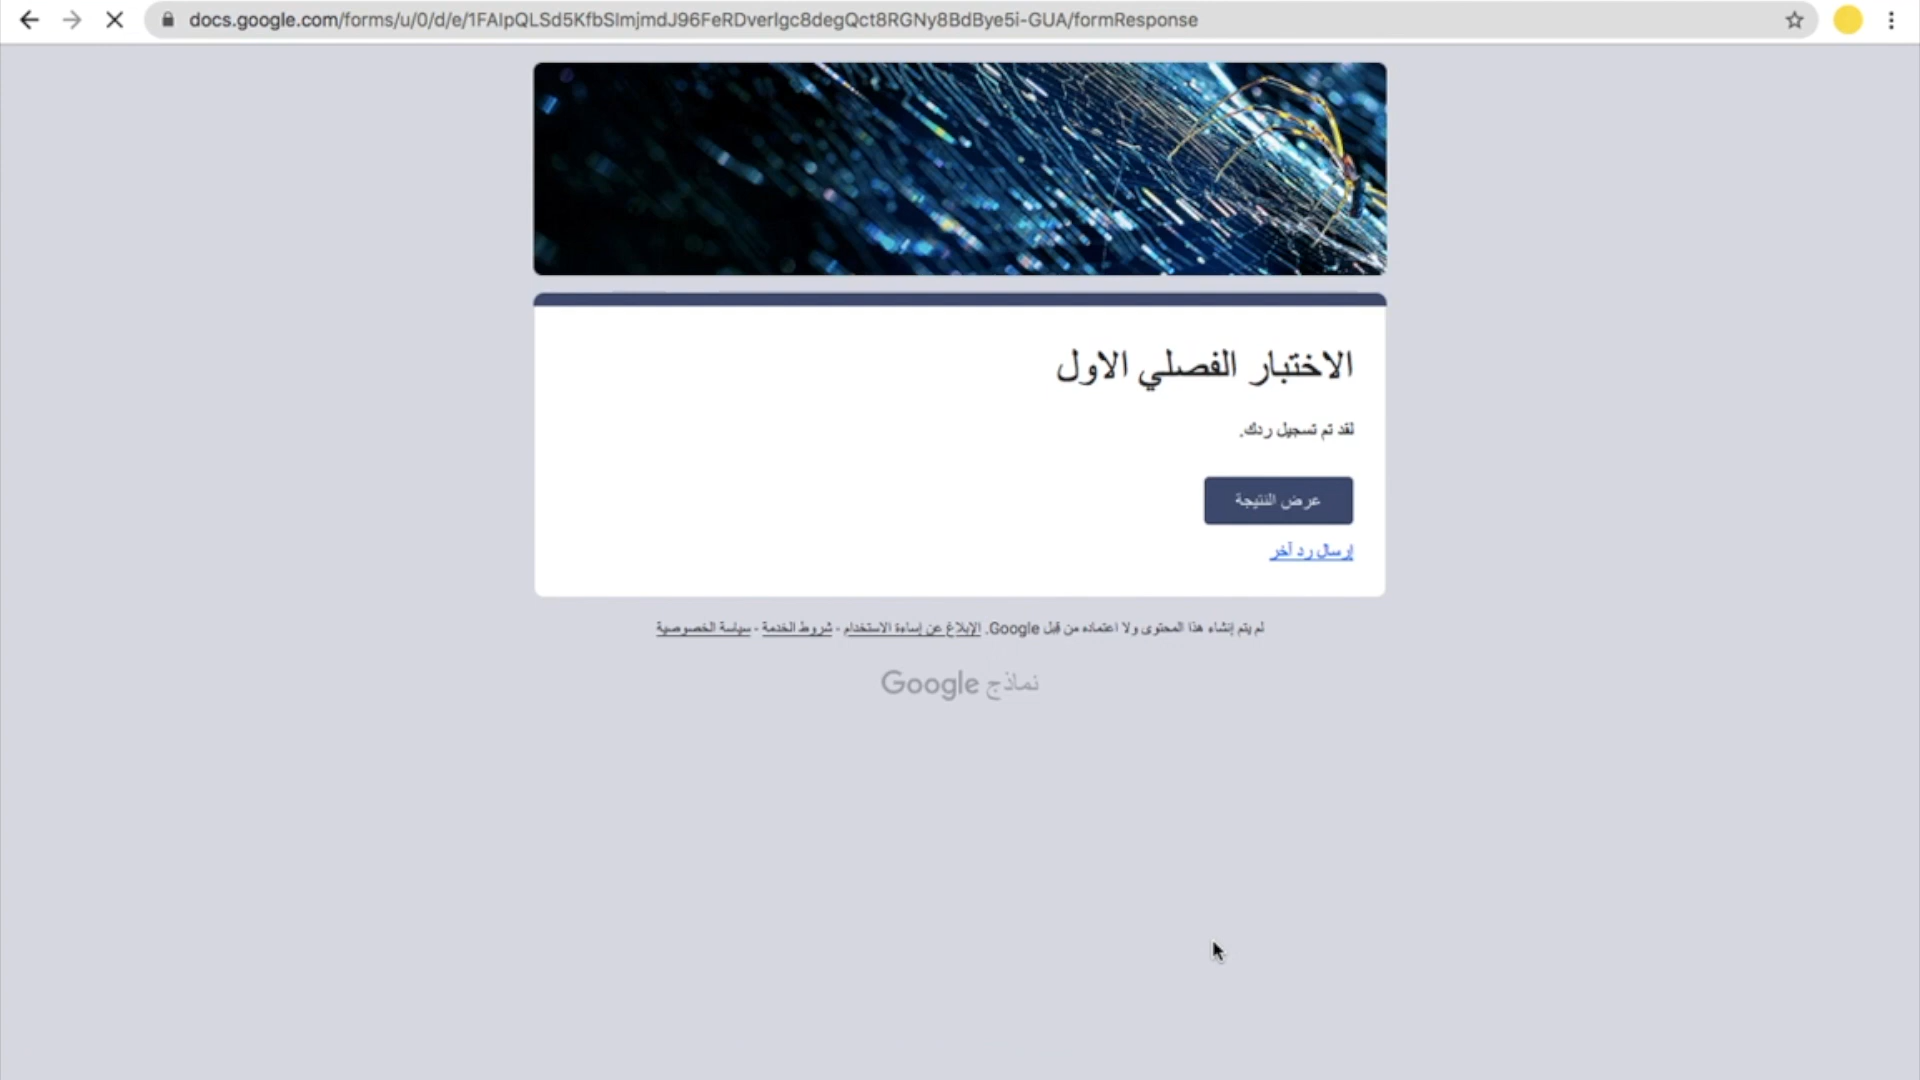 docs.google.com/forms/u/0/d/e/1FAIpQLSd5KfbSlmjmdJ96FeRDverIgc8degQct8RGNy8BdBye5i-GUA/formResponse
الاختبار الفصلي الاول
لقد تم تسجيل ردك.
عرض النتيجة
إرسال رد آخر
لم يتم إنشاء هذا المحتوى ولا اعتماده من قبل Google. الإبلاغ عن إساءة الاستخدام - شروط الخدمة - سياسة الخصوصية
نماذج Google